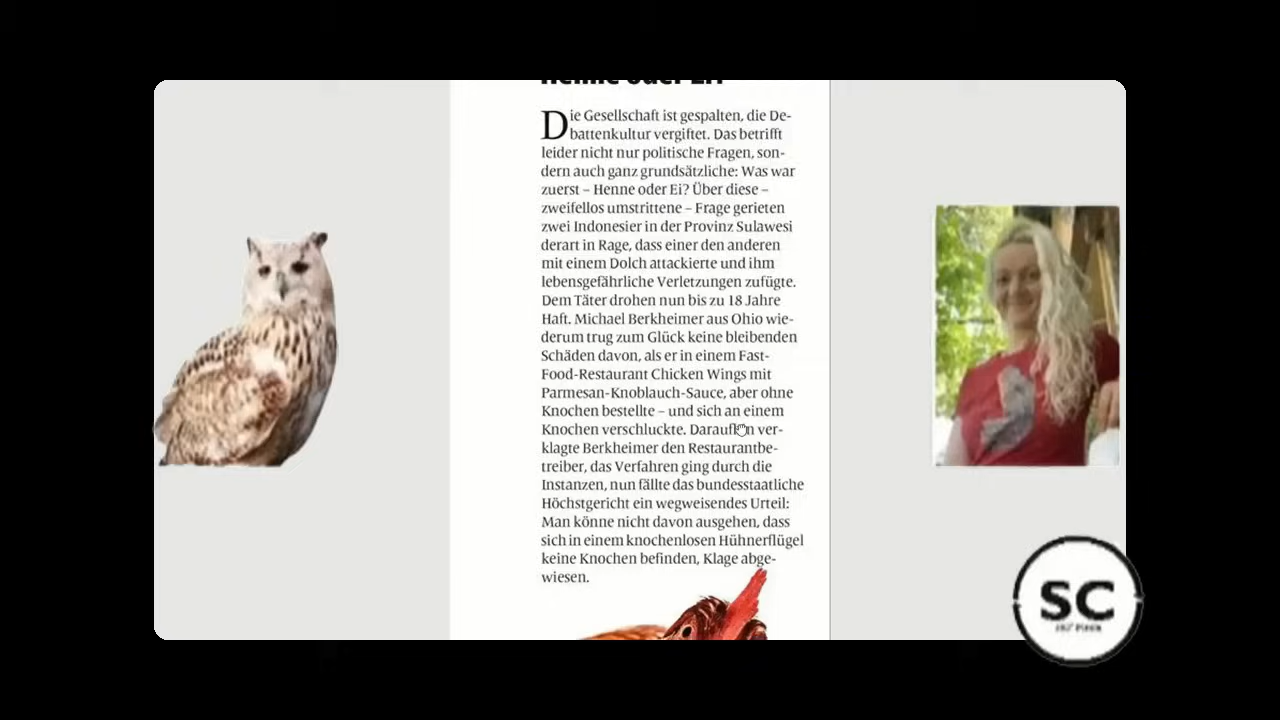 Henne oder Ei?
Die Gesellschaft ist gespalten, die De-
battenkultur vergiftet. Das betrifft
leider nicht nur politische Fragen, son-
dern auch ganz grundsätzliche: Was war
zuerst – Henne oder Ei? Über diese –
zweifellos umstrittene – Frage gerieten
zwei Indonesier in der Provinz Sulawesi
derart in Rage, dass einer den anderen
mit einem Dolch attackierte und ihm
lebensgefährliche Verletzungen zufügte.
Dem Täter drohen nun bis zu 18 Jahre
Haft. Michael Berkheimer aus Ohio wie-
derum trug zum Glück keine bleibenden
Schäden davon, als er in einem Fast-
Food-Restaurant Chicken Wings mit
Parmesan-Knoblauch-Sauce, aber ohne
Knochen bestellte – und sich an einem
Knochen verschluckte. Daraufhin ver-
klagte Berkheimer den Restaurantbe-
treiber, das Verfahren ging durch die
Instanzen, nun fällte das bundesstaatliche
Höchstgericht ein wegweisendes Urteil:
Man könne nicht davon ausgehen, dass
sich in einem knochenlosen Hühnerflügel
keine Knochen befinden, Klage abge-
wiesen.
SC